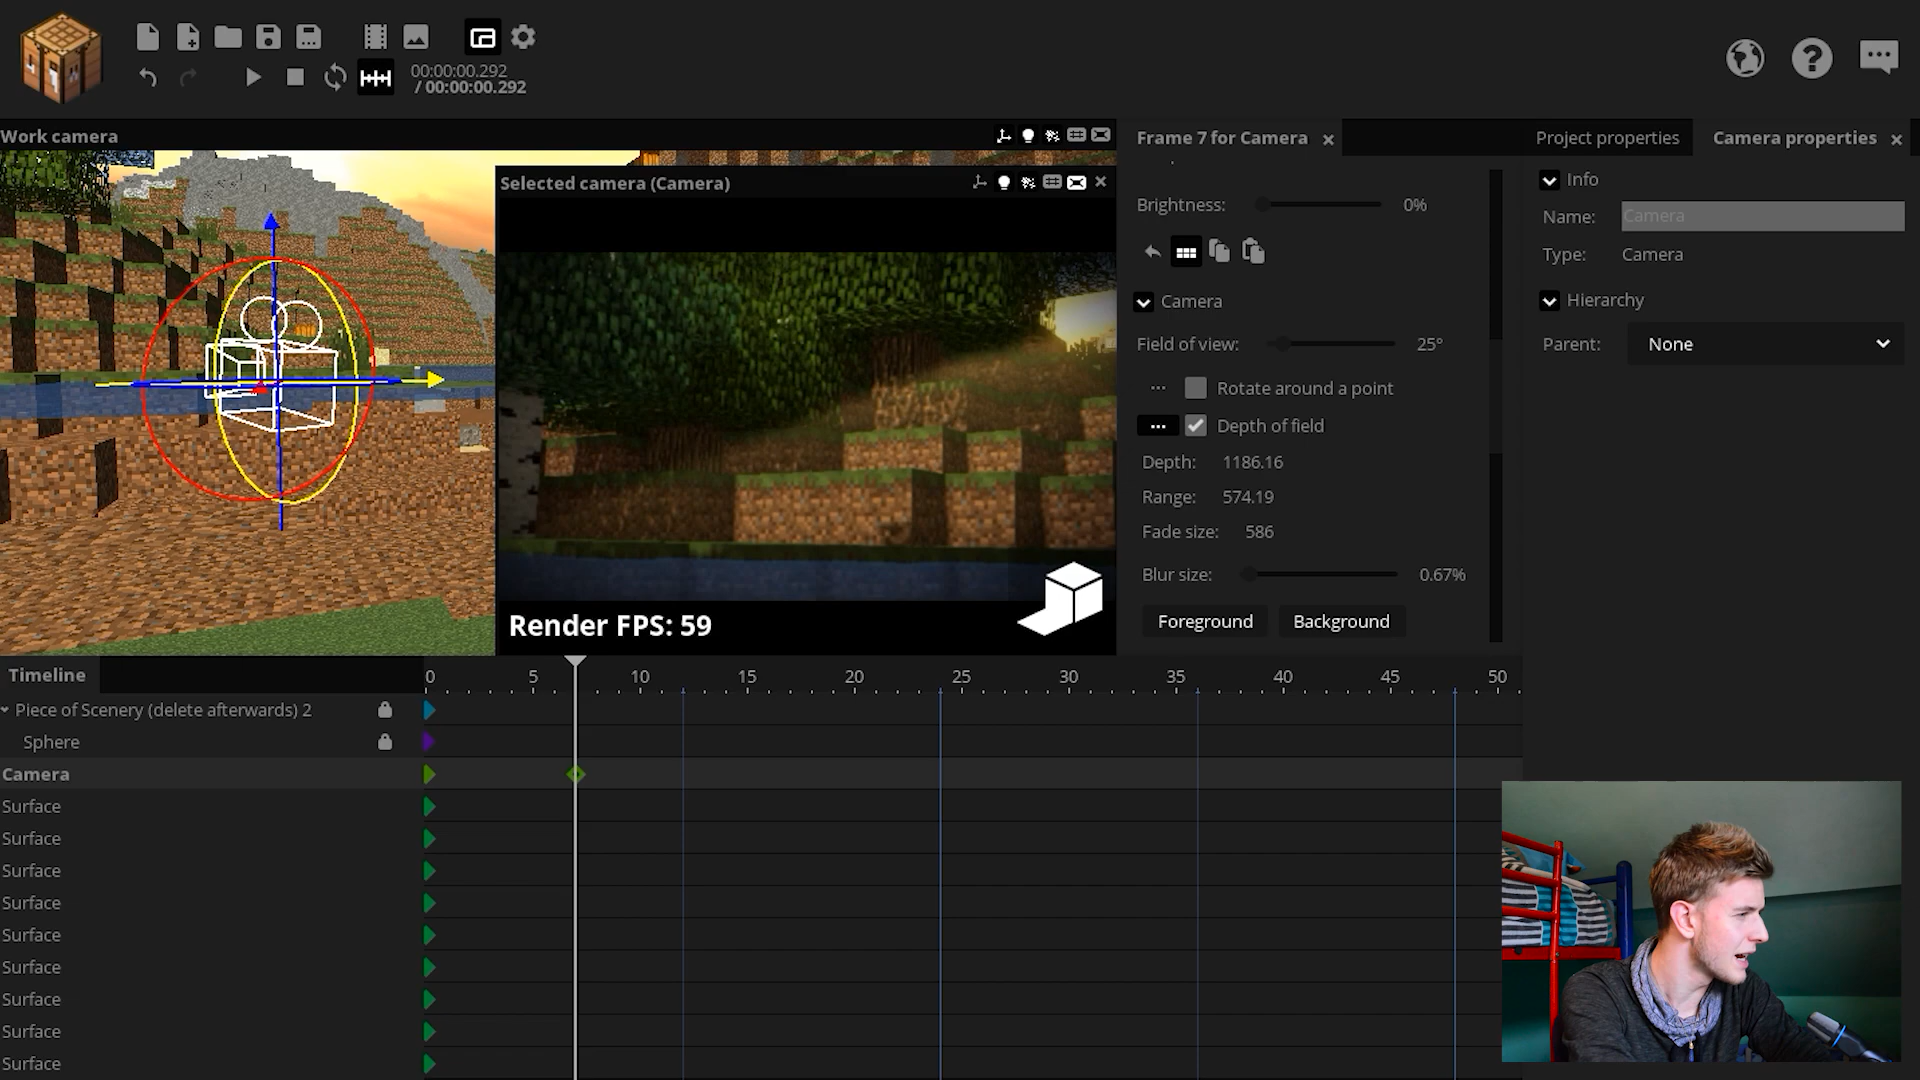 00:00:00.292
/ 00:00:00.292
Work camera
Selected camera (Camera)
Render FPS: 59
Frame 7 for Camera
Brightness: 0%
Camera
Field of view: 25°
Rotate around a point
Depth of field
Depth: 1186.16
Range: 574.19
Fade size: 586
Blur size: 0.67%
Foreground Background
Project properties Camera properties
Info
Name: Camera
Type: Camera
Hierarchy
Parent: None
Timeline
0 5 10 15 20 25 30 35 40 45 50
Piece of Scenery (delete afterwards) 2
Sphere
Camera
Surface
Surface
Surface
Surface
Surface
Surface
Surface
Surface
Surface